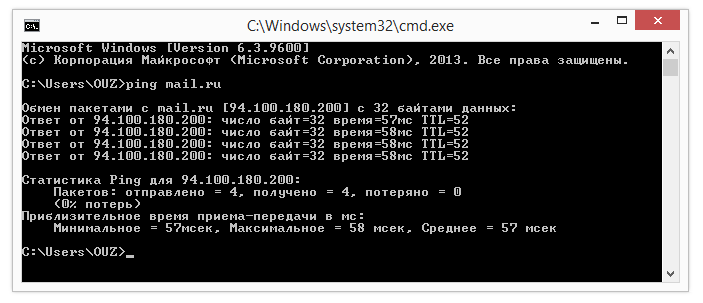 C:\Windows\system32\cmd.exe
Microsoft Windows [Version 6.3.9600]
(c) Корпорация Майкрософт (Microsoft Corporation), 2013. Все права защищены.
C:\Users\OUZ>ping mail.ru
Обмен пакетами с mail.ru [94.100.180.200] с 32 байтами данных:
Ответ от 94.100.180.200: число байт=32 время=57мс TTL=52
Ответ от 94.100.180.200: число байт=32 время=58мс TTL=52
Ответ от 94.100.180.200: число байт=32 время=58мс TTL=52
Ответ от 94.100.180.200: число байт=32 время=58мс TTL=52
Статистика Ping для 94.100.180.200:
Пакетов: отправлено = 4, получено = 4, потеряно = 0
(0% потерь)
Приблизительное время приема-передачи в мс:
Минимальное = 57мсек, Максимальное = 58 мсек, Среднее = 57 мсек
C:\Users\OUZ>_